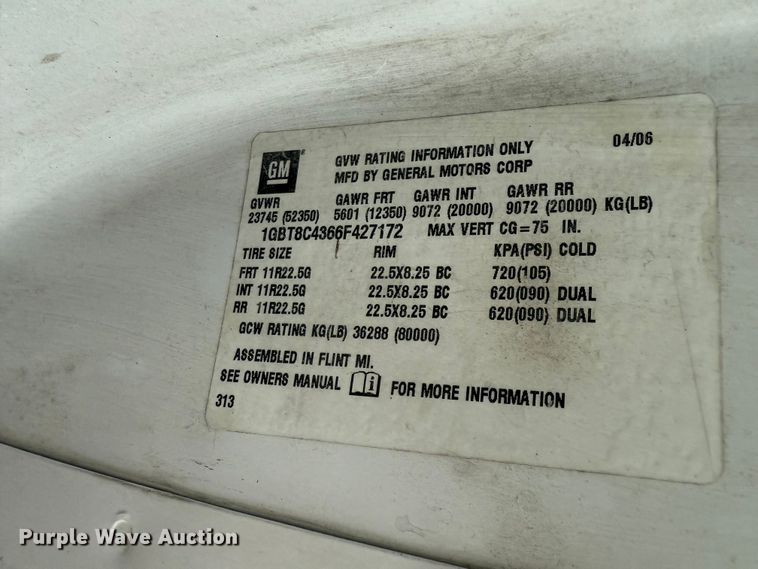 GM
GVW RATING INFORMATION ONLY 04/06
MFD BY GENERAL MOTORS CORP
GVWR GAWR FRT GAWR INT GAWR RR
23745 (52350) 5601 (12350) 9072 (20000) 9072 (20000) KG(LB)
1GBT8C4366F427172 MAX VERT CG=75 IN.
TIRE SIZE RIM KPA(PSI) COLD
FRT 11R22.5G 22.5X8.25 BC 720(105)
INT 11R22.5G 22.5X8.25 BC 620(090) DUAL
RR 11R22.5G 22.5X8.25 BC 620(090) DUAL
GCW RATING KG(LB) 36288 (80000)
ASSEMBLED IN FLINT MI.
SEE OWNERS MANUAL i FOR MORE INFORMATION
313
Purple Wave Auction